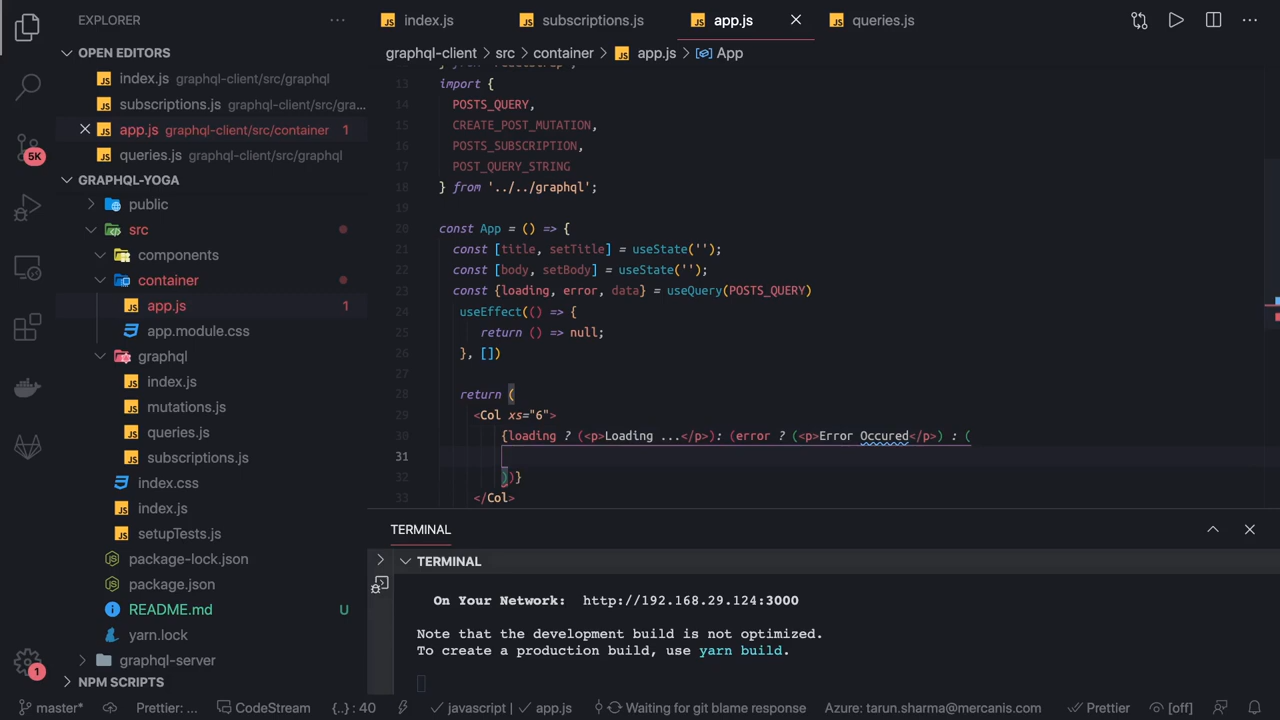 EXPLORER
OPEN EDITORS
index.js graphql-client/src/graphql
subscriptions.js graphql-client/src/gra...
app.js graphql-client/src/container 1
queries.js graphql-client/src/graphql
GRAPHQL-YOGA
public
src
components
container
app.js 1
app.module.css
graphql
index.js
mutations.js
queries.js
subscriptions.js
index.css
index.js
setupTests.js
package-lock.json
package.json
README.md U
yarn.lock
graphql-server
NPM SCRIPTS
5K
1
index.js subscriptions.js app.js queries.js
graphql-client > src > container > app.js > App
13 import {
14 POSTS_QUERY,
15 CREATE_POST_MUTATION,
16 POSTS_SUBSCRIPTION,
17 POST_QUERY_STRING
18 } from '../../graphql';
19
20 const App = () => {
21 const [title, setTitle] = useState('');
22 const [body, setBody] = useState('');
23 const {loading, error, data} = useQuery(POSTS_QUERY)
24 useEffect(() => {
25 return () => null;
26 }, [])
27
28 return (
29 <Col xs="6">
30 {loading ? (<p>Loading ...</p>): (error ? (<p>Error Occured</p>) : (
31
32 ))}
33 </Col>
TERMINAL
TERMINAL
On Your Network: http://192.168.29.124:3000
Note that the development build is not optimized.
To create a production build, use yarn build.
master* Prettier: ... CodeStream {..} : 40 javascript | ✓ app.js Waiting for git blame response Azure: tarun.sharma@mercanis.com Prettier [off]